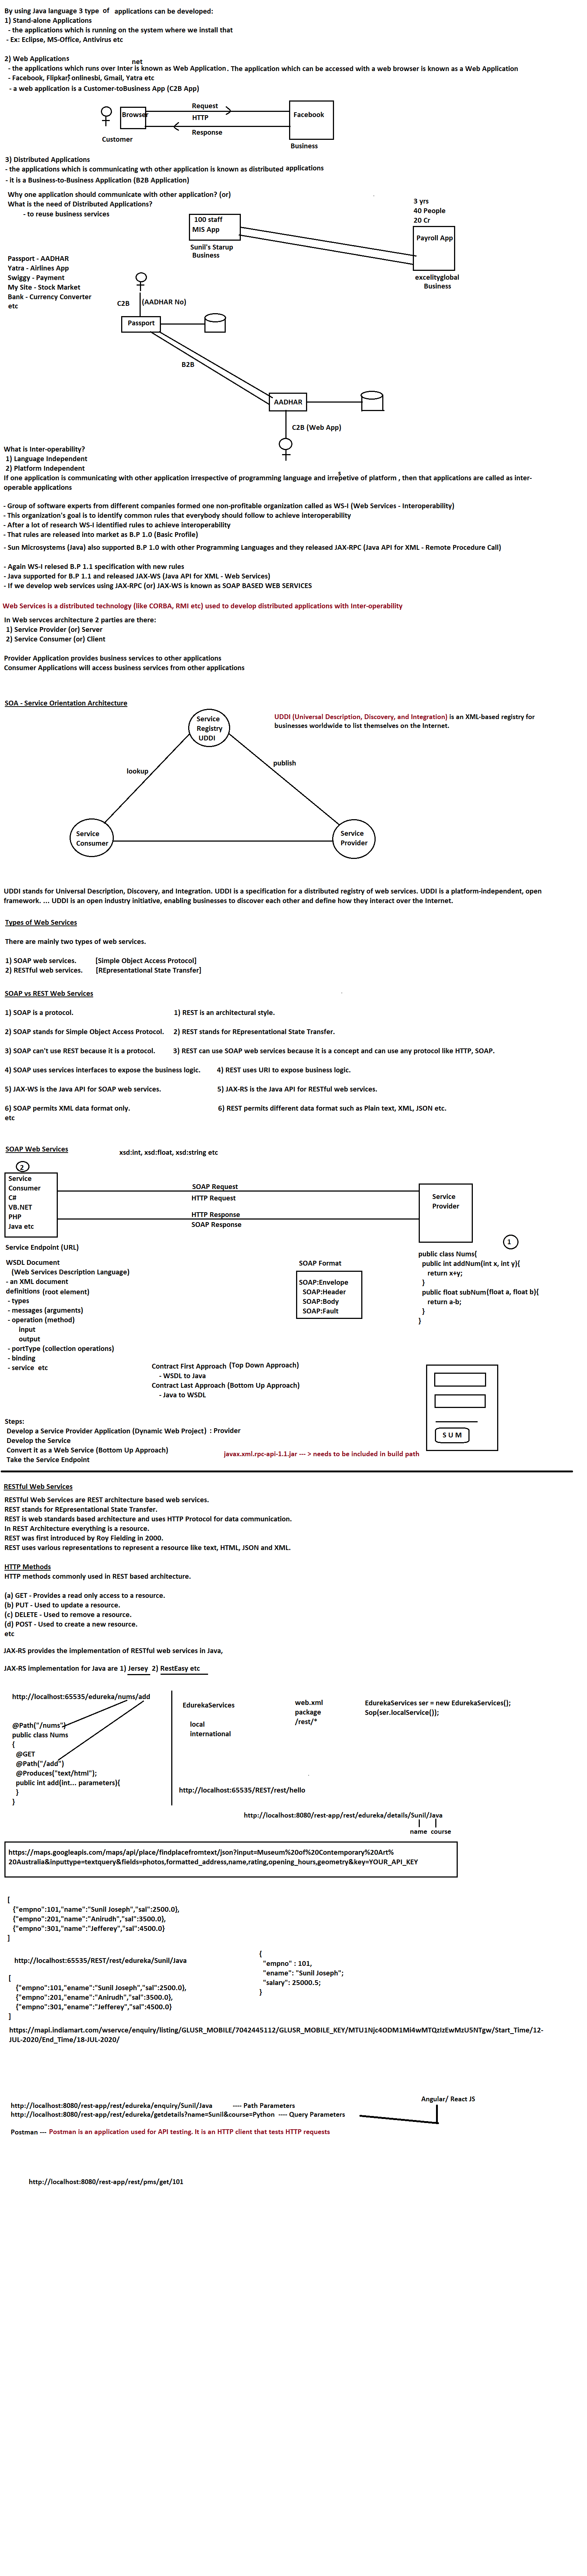 By using Java language 3 type of applications can be developed:
1) Stand-alone Applications
- the applications which is running on the system where we install that
- Ex: Eclipse, MS-Office, Antivirus etc
2) Web Applications
net
- the applications which runs over Inter is known as Web Application. The application which can be accessed with a web browser is known as a Web Application
- Facebook, Flipkart, onlinesbi, Gmail, Yatra etc
- a web application is a Customer-toBusiness App (C2B App)
Request
Browser
HTTP
Facebook
Response
Customer
Business
3) Distributed Applications
- the applications which is communicating wth other application is known as distributed applications
- it is a Business-to-Business Application (B2B Application)
Why one application should communicate with other application? (or)
What is the need of Distributed Applications?
- to reuse business services
3 yrs
40 People
20 Cr
100 staff
MIS App
Payroll App
Sunil's Starup
Business
excelityglobal
Business
Passport - AADHAR
Yatra - Airlines App
Swiggy - Payment
My Site - Stock Market
Bank - Currency Converter
etc
C2B
(AADHAR No)
Passport
B2B
AADHAR
C2B (Web App)
What is Inter-operability?
1) Language Independent
2) Platform Independent
s
If one application is communicating with other application irrespective of programming language and irrepetive of platform , then that applications are called as inter-
operable applications
- Group of software experts from different companies formed one non-profitable organization called as WS-I (Web Services - Interoperability)
- This organization's goal is to identify common rules that everybody should follow to achieve interoperability
- After a lot of research WS-I identified rules to achieve interoperability
- That rules are released into market as B.P 1.0 (Basic Profile)
- Sun Microsystems (Java) also supported B.P 1.0 with other Programming Languages and they released JAX-RPC (Java API for XML - Remote Procedure Call)
- Again WS-I relesed B.P 1.1 specification with new rules
- Java supported for B.P 1.1 and released JAX-WS (Java API for XML - Web Services)
- If we develop web services using JAX-RPC (or) JAX-WS is known as SOAP BASED WEB SERVICES
Web Services is a distributed technology (like CORBA, RMI etc) used to develop distributed applications with Inter-operability
In Web servces architecture 2 parties are there:
1) Service Provider (or) Server
2) Service Consumer (or) Client
Provider Application provides business services to other applications
Consumer Applications will access business services from other applications
SOA - Service Orientation Architecture
Service
Registry
UDDI
UDDI (Universal Description, Discovery, and Integration) is an XML-based registry for
businesses worldwide to list themselves on the Internet.
lookup
publish
Service
Consumer
Service
Provider
UDDI stands for Universal Description, Discovery, and Integration. UDDI is a specification for a distributed registry of web services. UDDI is a platform-independent, open
framework. ... UDDI is an open industry initiative, enabling businesses to discover each other and define how they interact over the Internet.
Types of Web Services
There are mainly two types of web services.
1) SOAP web services. [Simple Object Access Protocol]
2) RESTful web services. [REpresentational State Transfer]
SOAP vs REST Web Services
1) SOAP is a protocol. 1) REST is an architectural style.
2) SOAP stands for Simple Object Access Protocol. 2) REST stands for REpresentational State Transfer.
3) SOAP can't use REST because it is a protocol. 3) REST can use SOAP web services because it is a concept and can use any protocol like HTTP, SOAP.
4) SOAP uses services interfaces to expose the business logic. 4) REST uses URI to expose business logic.
5) JAX-WS is the Java API for SOAP web services. 5) JAX-RS is the Java API for RESTful web services.
6) SOAP permits XML data format only. 6) REST permits different data format such as Plain text, XML, JSON etc.
etc
SOAP Web Services
xsd:int, xsd:float, xsd:string etc
2
Service
Consumer
C#
VB.NET
PHP
Java etc
SOAP Request
HTTP Request
HTTP Response
SOAP Response
Service
Provider
Service Endpoint (URL)
1
WSDL Document
(Web Services Description Language)
- an XML document
definitions (root element)
- types
- messages (arguments)
- operation (method)
input
output
- portType (collection operations)
- binding
- service etc
SOAP Format
SOAP:Envelope
SOAP:Header
SOAP:Body
SOAP:Fault
public class Nums{
public int addNum(int x, int y){
return x+y;
}
public float subNum(float a, float b){
return a-b;
}
}
Contract First Approach (Top Down Approach)
- WSDL to Java
Contract Last Approach (Bottom Up Approach)
- Java to WSDL
S U M
Steps:
Develop a Service Provider Application (Dynamic Web Project) : Provider
Develop the Service
Convert it as a Web Service (Bottom Up Approach)
Take the Service Endpoint
javax.xml.rpc-api-1.1.jar --- > needs to be included in build path
RESTful Web Services
RESTful Web Services are REST architecture based web services.
REST stands for REpresentational State Transfer.
REST is web standards based architecture and uses HTTP Protocol for data communication.
In REST Architecture everything is a resource.
REST was first introduced by Roy Fielding in 2000.
REST uses various representations to represent a resource like text, HTML, JSON and XML.
HTTP Methods
HTTP methods commonly used in REST based architecture.
(a) GET - Provides a read only access to a resource.
(b) PUT - Used to update a resource.
(c) DELETE - Used to remove a resource.
(d) POST - Used to create a new resource.
etc
JAX-RS provides the implementation of RESTful web services in Java,
JAX-RS implementation for Java are 1) Jersey 2) RestEasy etc
http://localhost:65535/edureka/nums/add
@Path("/nums")
public class Nums
{
@GET
@Path("/add")
@Produces("text/html");
public int add(int... parameters){
}
}
EdurekaServices
local
international
web.xml
package
/rest/*
EdurekaServices ser = new EdurekaServices();
Sop(ser.localService());
http://localhost:65535/REST/rest/hello
http://localhost:8080/rest-app/rest/edureka/details/Sunil/Java
name course
https://maps.googleapis.com/maps/api/place/findplacefromtext/json?input=Museum%20of%20Contemporary%20Art%
20Australia&inputtype=textquery&fields=photos,formatted_address,name,rating,opening_hours,geometry&key=YOUR_API_KEY
[
{"empno":101,"name":"Sunil Joseph","sal":2500.0},
{"empno":201,"name":"Anirudh","sal":3500.0},
{"empno":301,"name":"Jefferey","sal":4500.0}
]
http://localhost:65535/REST/rest/edureka/Sunil/Java
[
{"empno":101,"ename":"Sunil Joseph","sal":2500.0},
{"empno":201,"ename":"Anirudh","sal":3500.0},
{"empno":301,"ename":"Jefferey","sal":4500.0}
]
{
"empno" : 101,
"ename": "Sunil Joseph";
"salary": 25000.5;
}
https://mapi.indiamart.com/wservce/enquiry/listing/GLUSR_MOBILE/7042445112/GLUSR_MOBILE_KEY/MTU1Njc4ODM1Mi4wMTQzIzEwMzU5NTgw/Start_Time/12-
JUL-2020/End_Time/18-JUL-2020/
Angular/ React JS
http://localhost:8080/rest-app/rest/edureka/enquiry/Sunil/Java ---- Path Parameters
http://localhost:8080/rest-app/rest/edureka/getdetails?name=Sunil&course=Python ---- Query Parameters
Postman --- Postman is an application used for API testing. It is an HTTP client that tests HTTP requests
http://localhost:8080/rest-app/rest/pms/get/101